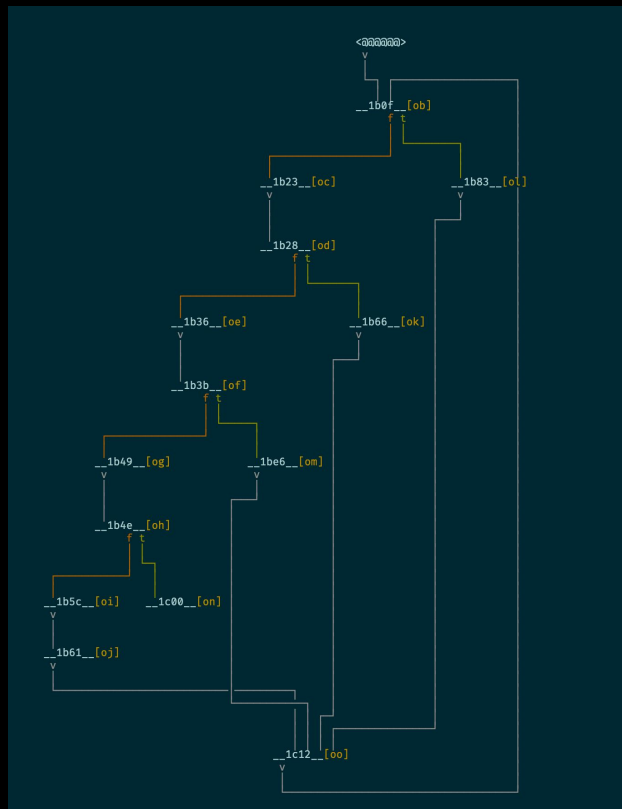 <@@@@@@>
v
__1b0f__[ob]
f t
__1b23__[oc] __1b83__[ol]
v v
__1b28__[od]
f t
__1b36__[oe] __1b66__[ok]
v v
__1b3b__[of]
f t
__1b49__[og] __1be6__[om]
v v
__1b4e__[oh]
f t
__1b5c__[oi] __1c00__[on]
v
__1b61__[oj]
v
__1c12__[oo]
v